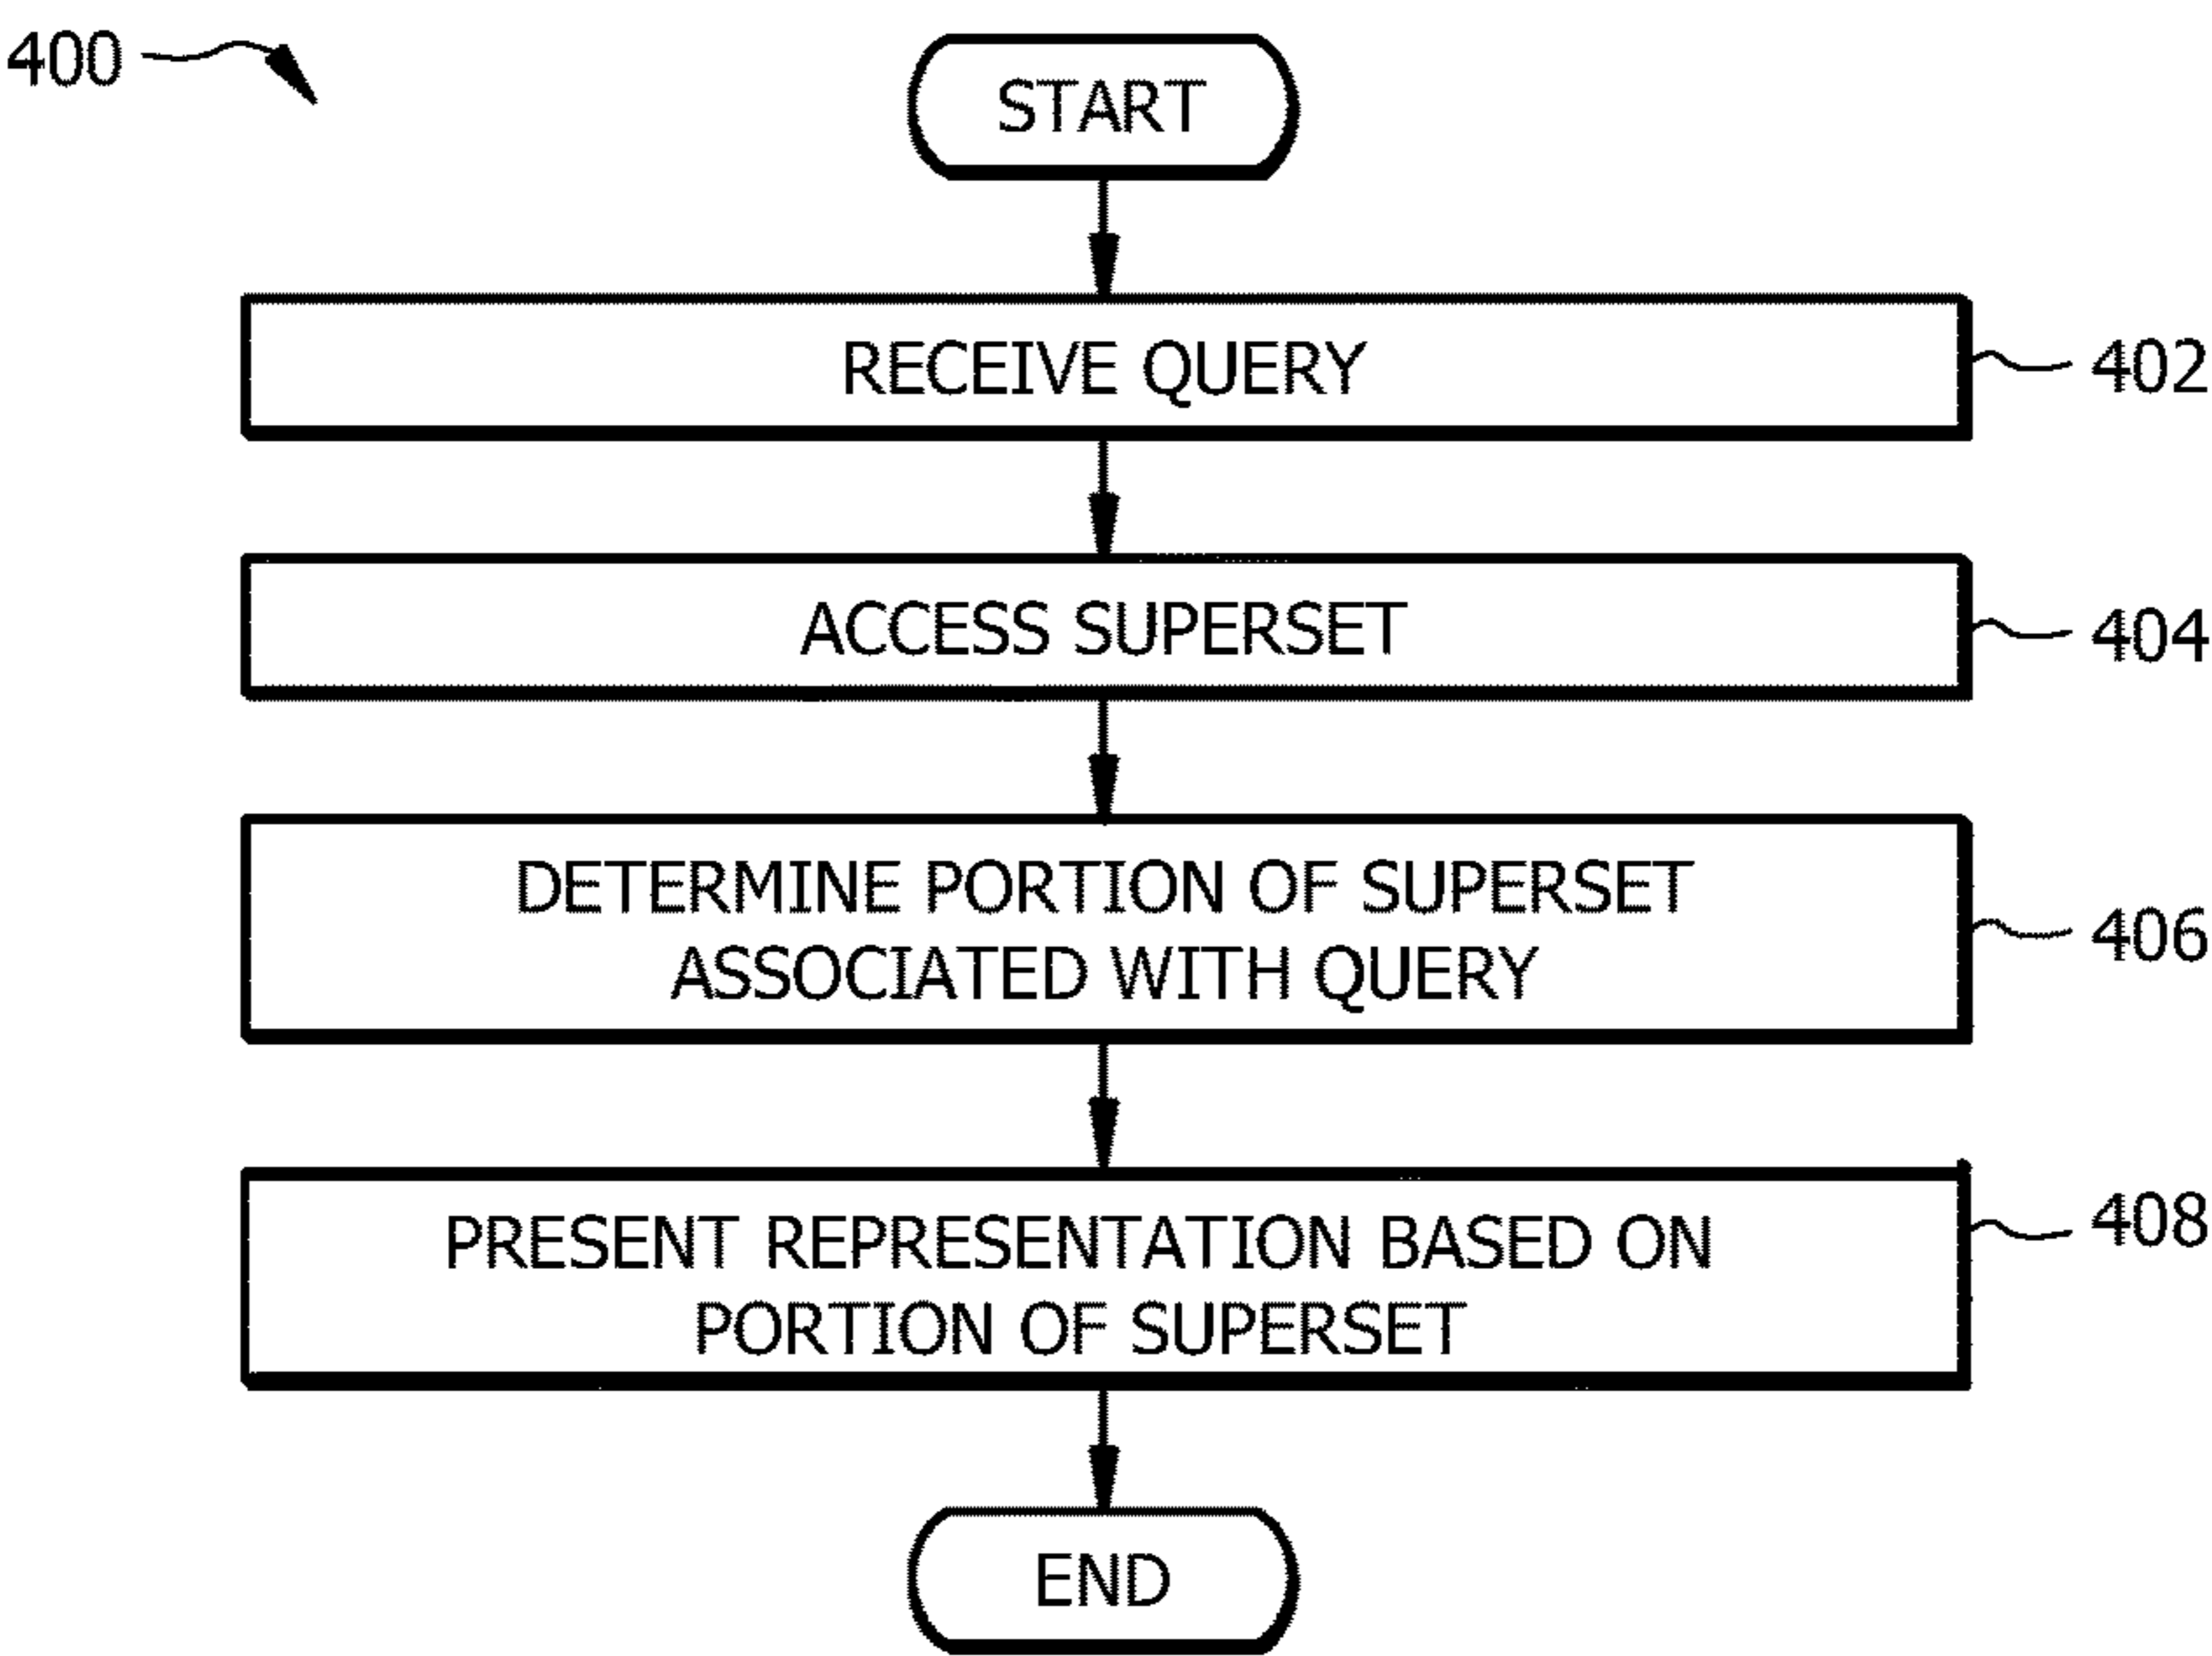 400
START
RECEIVE QUERY
402
ACCESS SUPERSET
404
DETERMINE PORTION OF SUPERSET
ASSOCIATED WITH QUERY
406
PRESENT REPRESENTATION BASED ON
PORTION OF SUPERSET
408
END